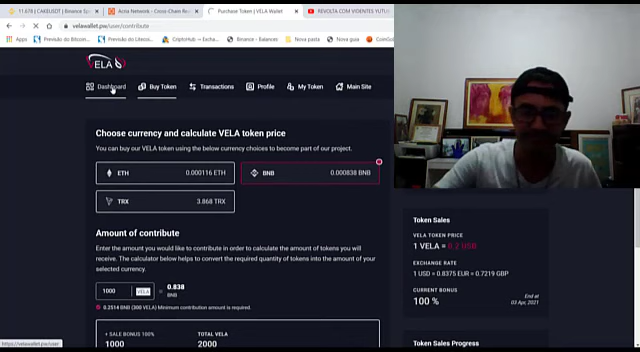 11.678 | CAKEUSDT | Binance Sp
Acria Network - Cross-Chain Ro
Purchase Token | VELA Wallet
REVOLTA COM VIDENTES YUTU
velawallet.pw/user/contribute
Apps
Previsão do Bitcoin...
Previsão do Litecoi...
CriptoHub — Excha...
Binance - Balances
Nova pasta
Nova guia
CoinGol
VELA
Dashboard
Buy Token
Transactions
Profile
My Token
Main Site
Choose currency and calculate VELA token price
You can buy our VELA token using the below currency choices to become part of our project.
ETH
0.000116 ETH
BNB
0.000838 BNB
TRX
3.868 TRX
Amount of contribute
Enter the amount you would like to contribute in order to calculate the amount of tokens you will
receive. The calculator below helps to convert the required quantity of tokens into the amount of your
selected currency.
1000
VELA
=
0.838
BNB
0.2514 BNB (300 VELA) Minimum contribution amount is required.
+ SALE BONUS 100%
1000
TOTAL VELA
2000
Token Sales
VELA TOKEN PRICE
1 VELA = 0.2 USD
EXCHANGE RATE
1 USD = 0.8375 EUR = 0.7219 GBP
CURRENT BONUS
100 %
End at
03 Apr, 2021
Token Sales Progress
https://velawallet.pw/user